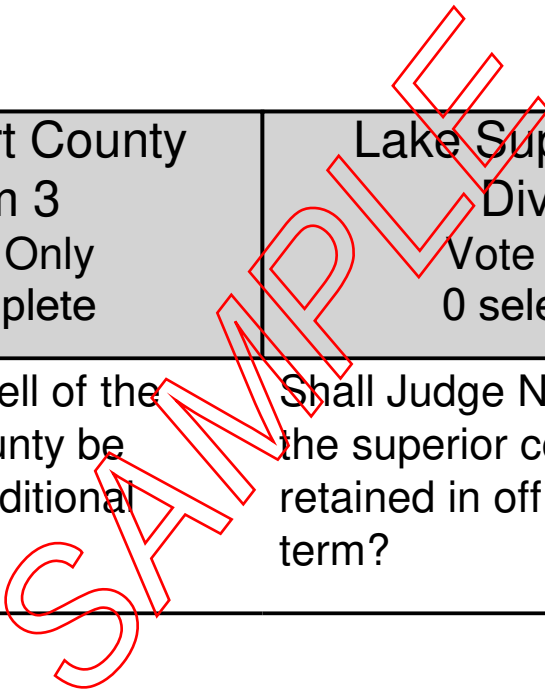 rt County
m 3
Only
plete
ell of the
unty be
ditional
Lake Sup
Div
Vote
0 sele
Shall Judge N
the superior co
retained in off
term?
SAMPLE